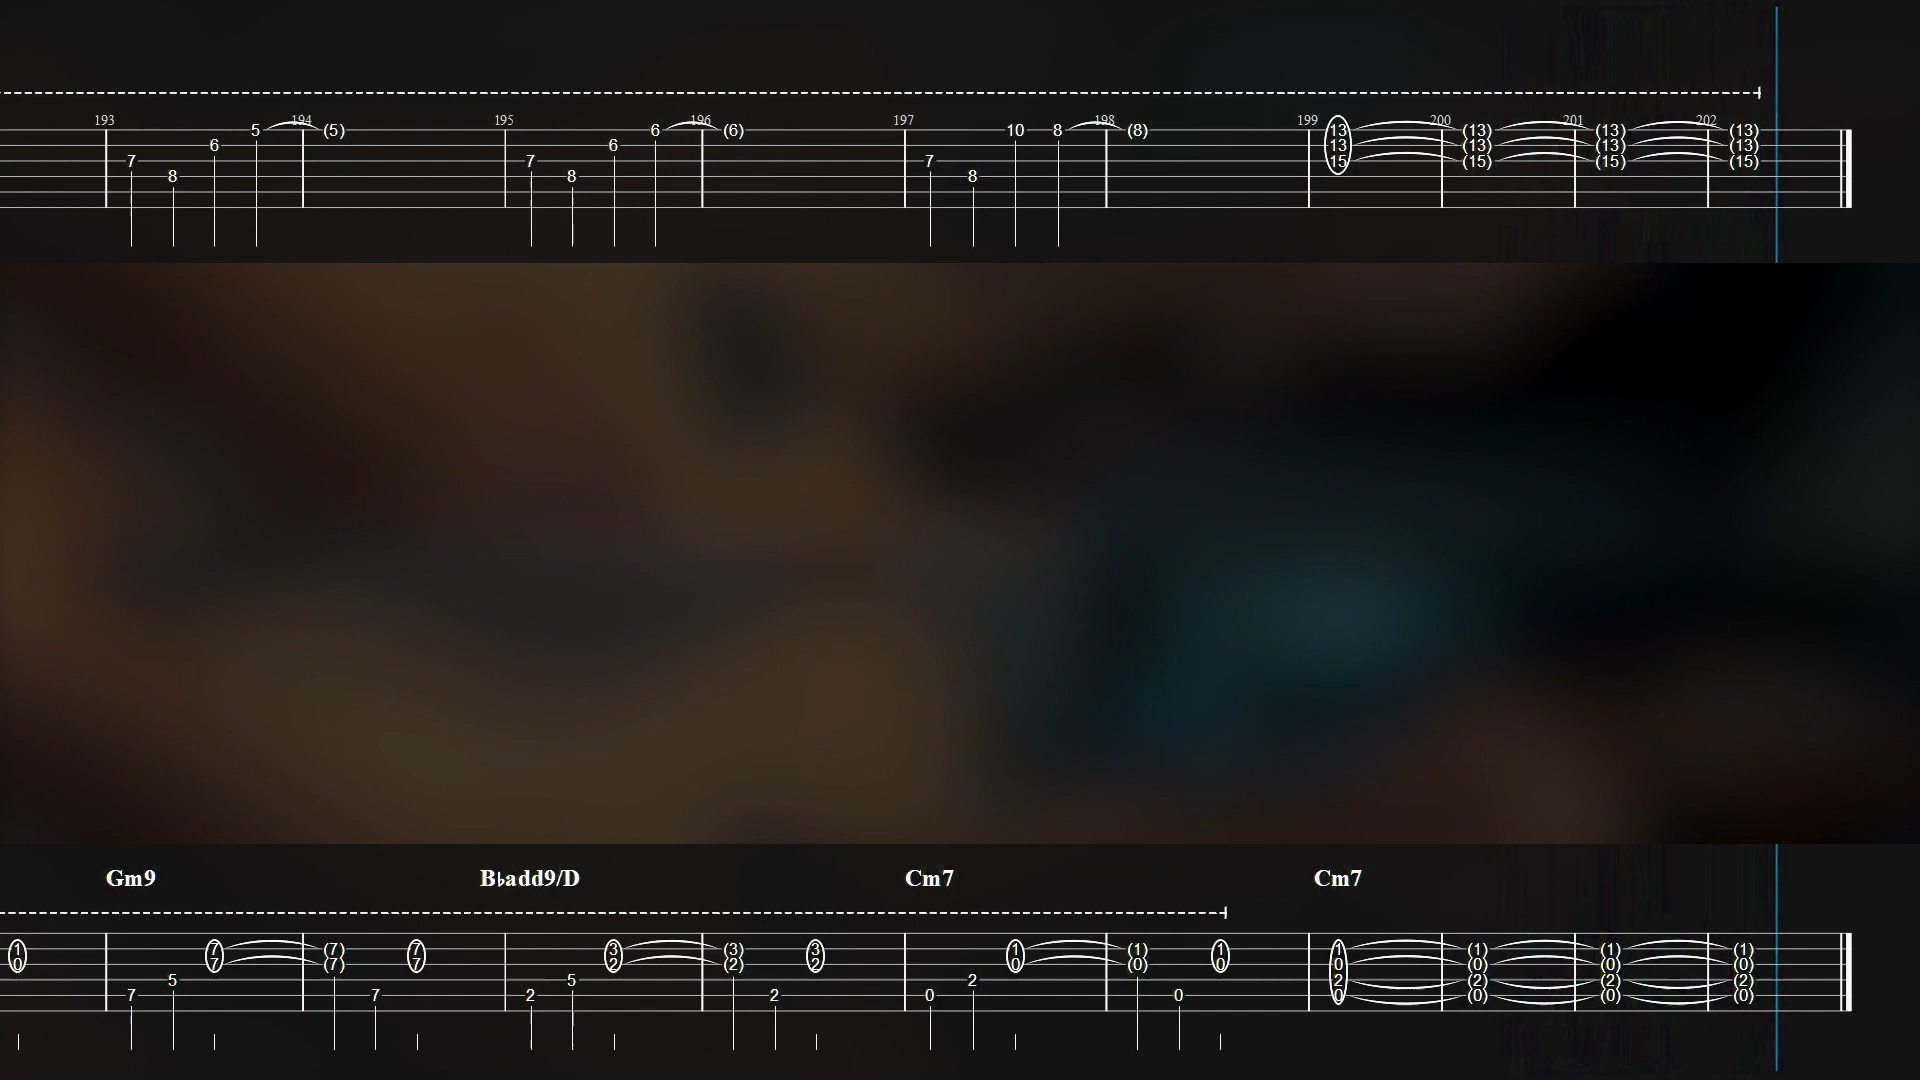 193 194 195 196 197 198 199 200 201 202
5 (5) 6 (6) 10 8 (8) 13 (13) (13) (13)
6 6 13 (13) (13) (13)
7 7 7 15 (15) (15) (15)
8 8 8
Gm9 B♭add9/D Cm7 Cm7
1 7 (7) 7 3 (3) 3 1 (1) 1 1 (1) (1) (1)
0 7 (7) 7 2 (2) 2 0 (0) 0 0 (0) (0) (0)
5 5 2 2 (2) (2) (2)
7 7 2 2 0 0 0 (0) (0) (0)